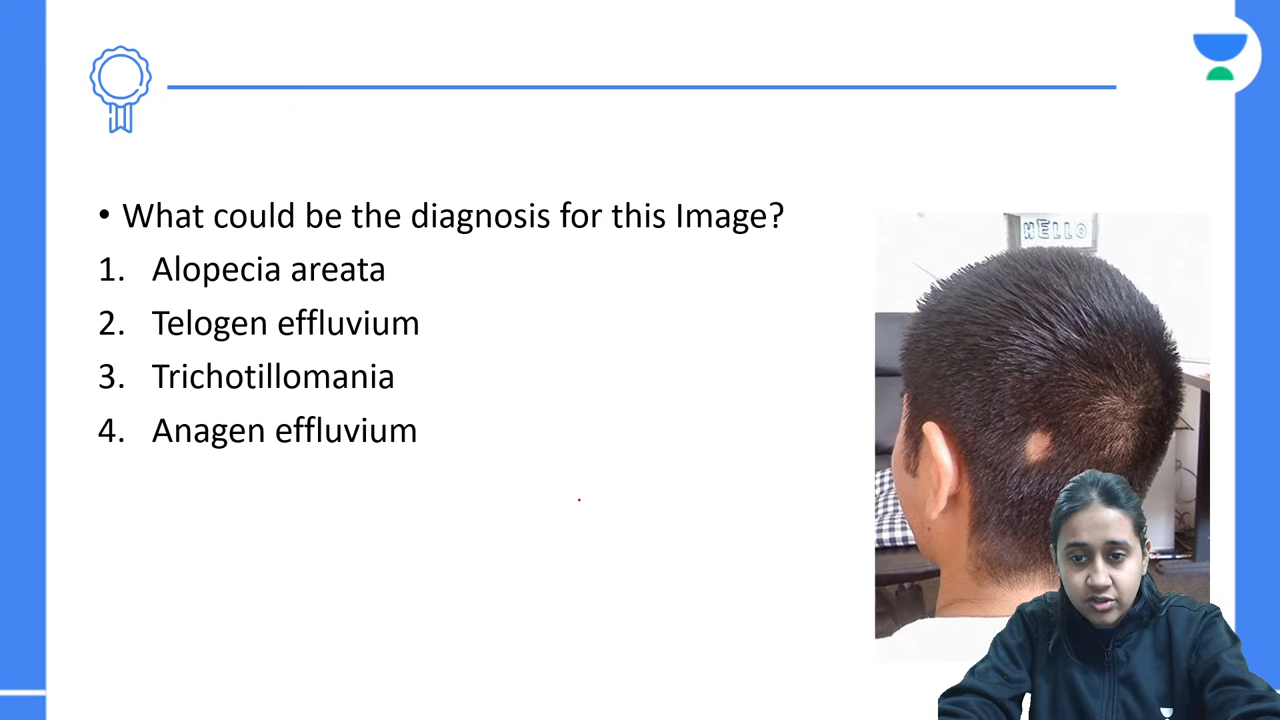 • What could be the diagnosis for this Image?
1. Alopecia areata
2. Telogen effluvium
3. Trichotillomania
4. Anagen effluvium
HELLO